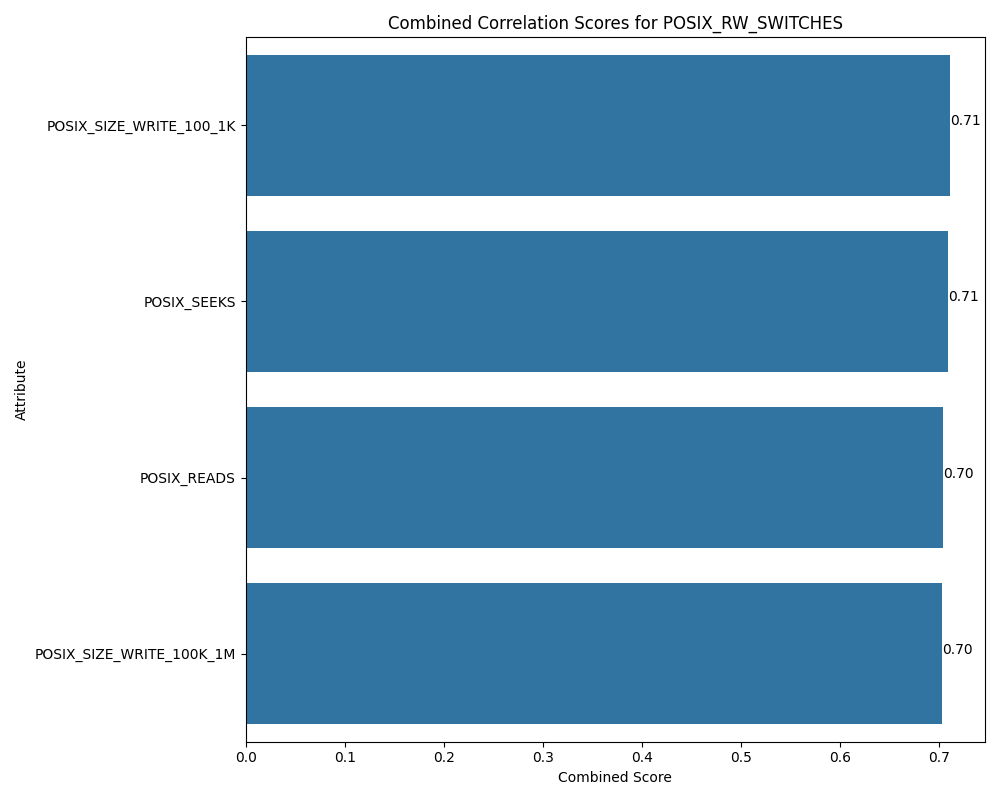 Combined Correlation Scores for POSIX_RW_SWITCHES
POSIX_SIZE_WRITE_100_1K
0.71
POSIX_SEEKS
0.71
POSIX_READS
0.70
POSIX_SIZE_WRITE_100K_1M
0.70
Attribute
0.0 0.1 0.2 0.3 0.4 0.5 0.6 0.7
Combined Score